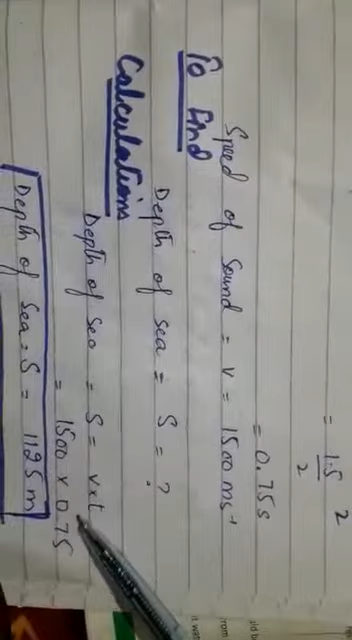 = 1.5
2
2
= 0.75 s
Speed of Sound = v = 1500 ms⁻¹
To Find
Depth of sea = S = ?
Calculations
Depth of sea = S = v×t
= 1500 × 0.75
Depth of sea = S = 1125 m